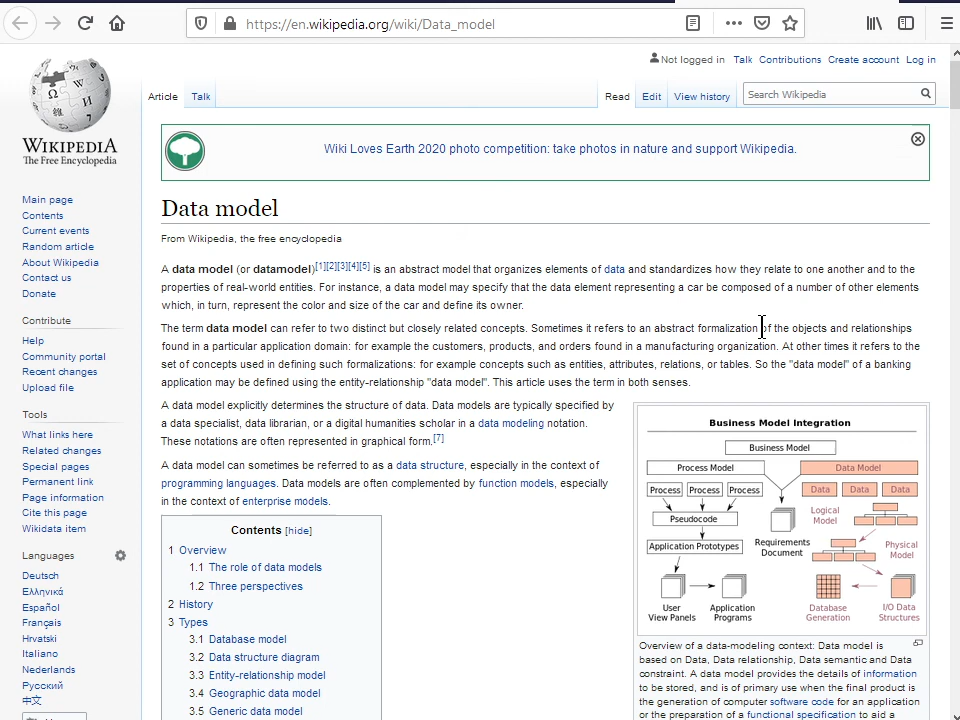 https://en.wikipedia.org/wiki/Data_model
Not logged in Talk Contributions Create account Log in
Article Talk Read Edit View history Search Wikipedia
WIKIPEDIA
The Free Encyclopedia
Main page
Contents
Current events
Random article
About Wikipedia
Contact us
Donate
Contribute
Help
Community portal
Recent changes
Upload file
Tools
What links here
Related changes
Special pages
Permanent link
Page information
Cite this page
Wikidata item
Languages
Deutsch
Ελληνικά
Español
Français
Hrvatski
Italiano
Nederlands
Русский
中文
Wiki Loves Earth 2020 photo competition: take photos in nature and support Wikipedia.
Data model
From Wikipedia, the free encyclopedia
A data model (or datamodel)[1][2][3][4][5] is an abstract model that organizes elements of data and standardizes how they relate to one another and to the
properties of real-world entities. For instance, a data model may specify that the data element representing a car be composed of a number of other elements
which, in turn, represent the color and size of the car and define its owner.
The term data model can refer to two distinct but closely related concepts. Sometimes it refers to an abstract formalization of the objects and relationships
found in a particular application domain: for example the customers, products, and orders found in a manufacturing organization. At other times it refers to the
set of concepts used in defining such formalizations: for example concepts such as entities, attributes, relations, or tables. So the "data model" of a banking
application may be defined using the entity-relationship "data model". This article uses the term in both senses.
A data model explicitly determines the structure of data. Data models are typically specified by
a data specialist, data librarian, or a digital humanities scholar in a data modeling notation.
These notations are often represented in graphical form.[7]
A data model can sometimes be referred to as a data structure, especially in the context of
programming languages. Data models are often complemented by function models, especially
in the context of enterprise models.
Contents [hide]
1 Overview
1.1 The role of data models
1.2 Three perspectives
2 History
3 Types
3.1 Database model
3.2 Data structure diagram
3.3 Entity-relationship model
3.4 Geographic data model
3.5 Generic data model
Business Model Integration
Business Model
Process Model Data Model
Process Process Process Data Data Data
Pseudocode
Logical
Model
Application Prototypes
Requirements
Document
Physical
Model
User
View Panels
Application
Programs
Database
Generation
I/O Data
Structures
Overview of a data-modeling context: Data model is
based on Data, Data relationship, Data semantic and Data
constraint. A data model provides the details of information
to be stored, and is of primary use when the final product is
the generation of computer software code for an application
or the preparation of a functional specification to aid a